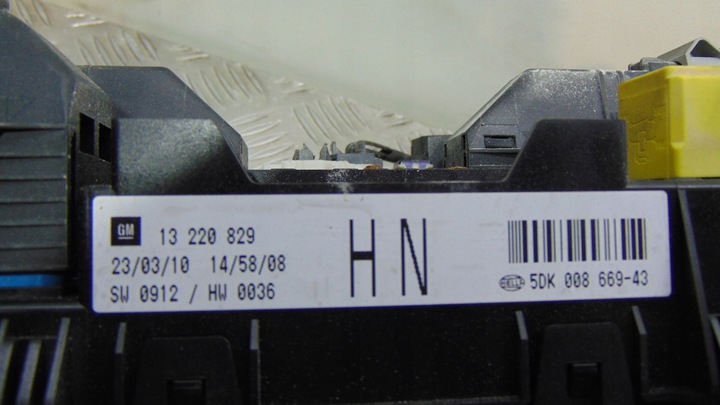 GM 13 220 829
23/03/10 14/58/08
SW 0912 / HW 0036
HN
HELLA 5DK 008 669-43